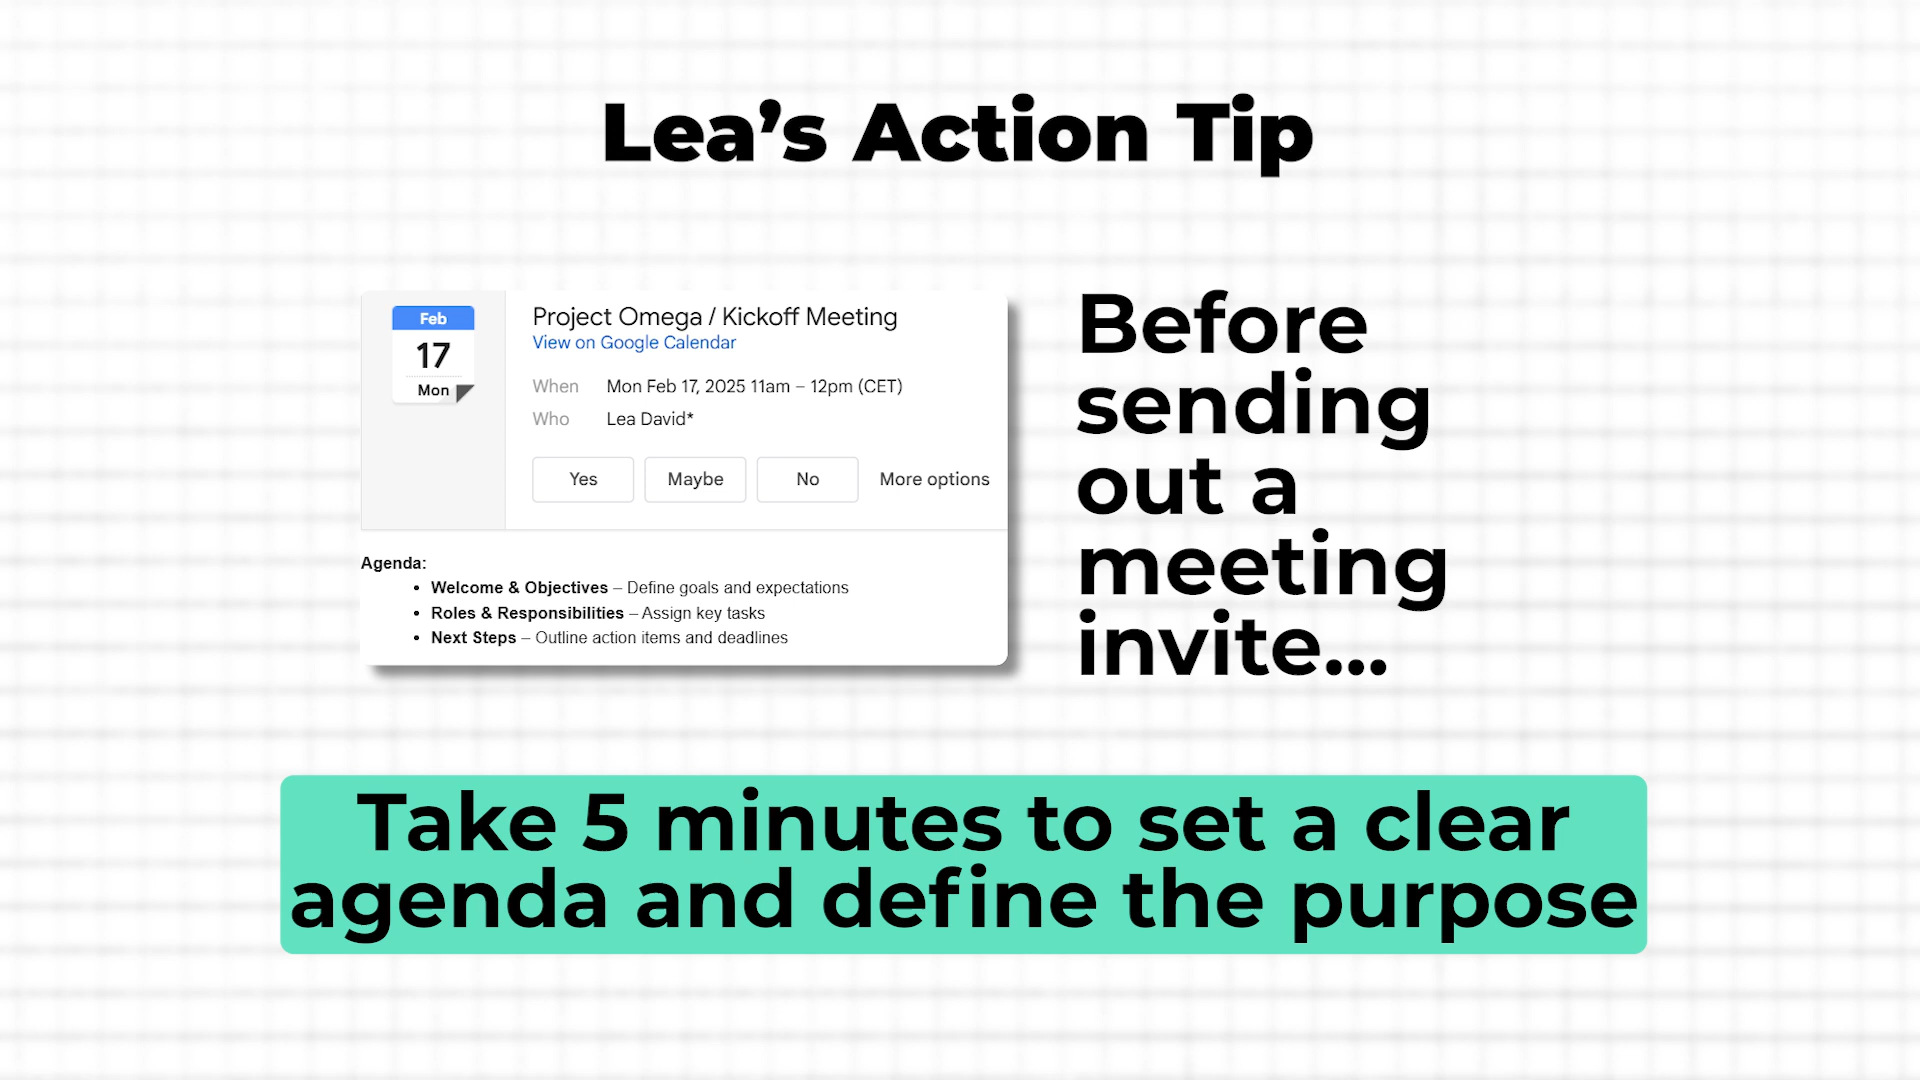 Lea’s Action Tip
Feb
17
Mon
Project Omega / Kickoff Meeting
View on Google Calendar
When Mon Feb 17, 2025 11am – 12pm (CET)
Who Lea David*
Yes Maybe No More options
Agenda:
• Welcome & Objectives – Define goals and expectations
• Roles & Responsibilities – Assign key tasks
• Next Steps – Outline action items and deadlines
Before
sending
out a
meeting
invite...
Take 5 minutes to set a clear
agenda and define the purpose